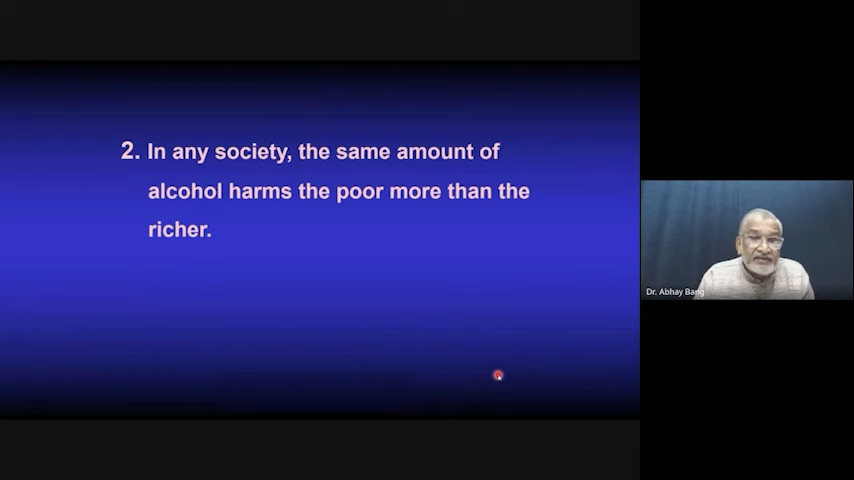 2. In any society, the same amount of
alcohol harms the poor more than the
richer.
Dr. Abhay Bang